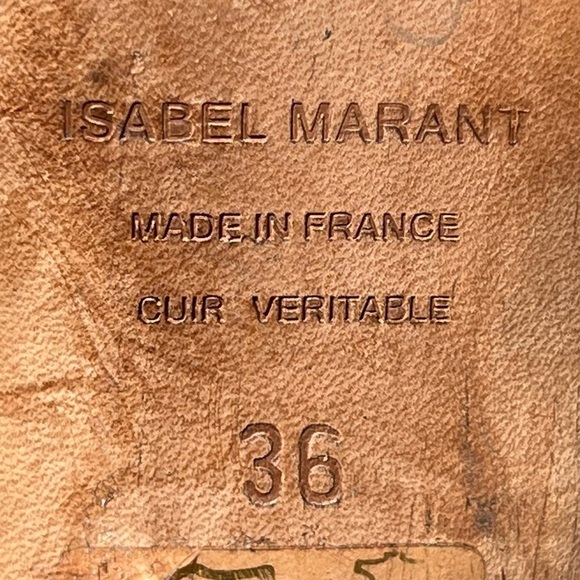 ISABEL MARANT
MADE IN FRANCE
CUIR VERITABLE
36